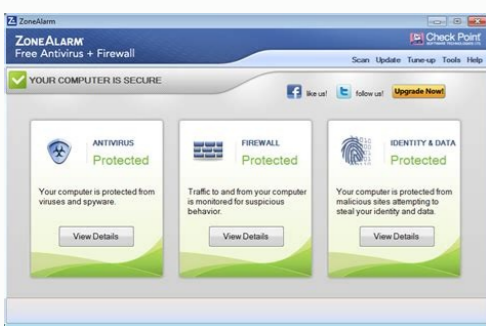 ZoneAlarm
ZONEALARM
Free Antivirus + Firewall
Check Point
SOFTWARE TECHNOLOGIES LTD.
Scan Update Tune-up Tools Help
YOUR COMPUTER IS SECURE
like us! follow us! Upgrade Now!
ANTIVIRUS
Protected
Your computer is protected from
viruses and spyware.
View Details
FIREWALL
Protected
Traffic to and from your computer
is monitored for suspicious
behavior.
View Details
IDENTITY & DATA
Protected
Your computer is protected from
malicious sites attempting to
steal your identity and data.
View Details